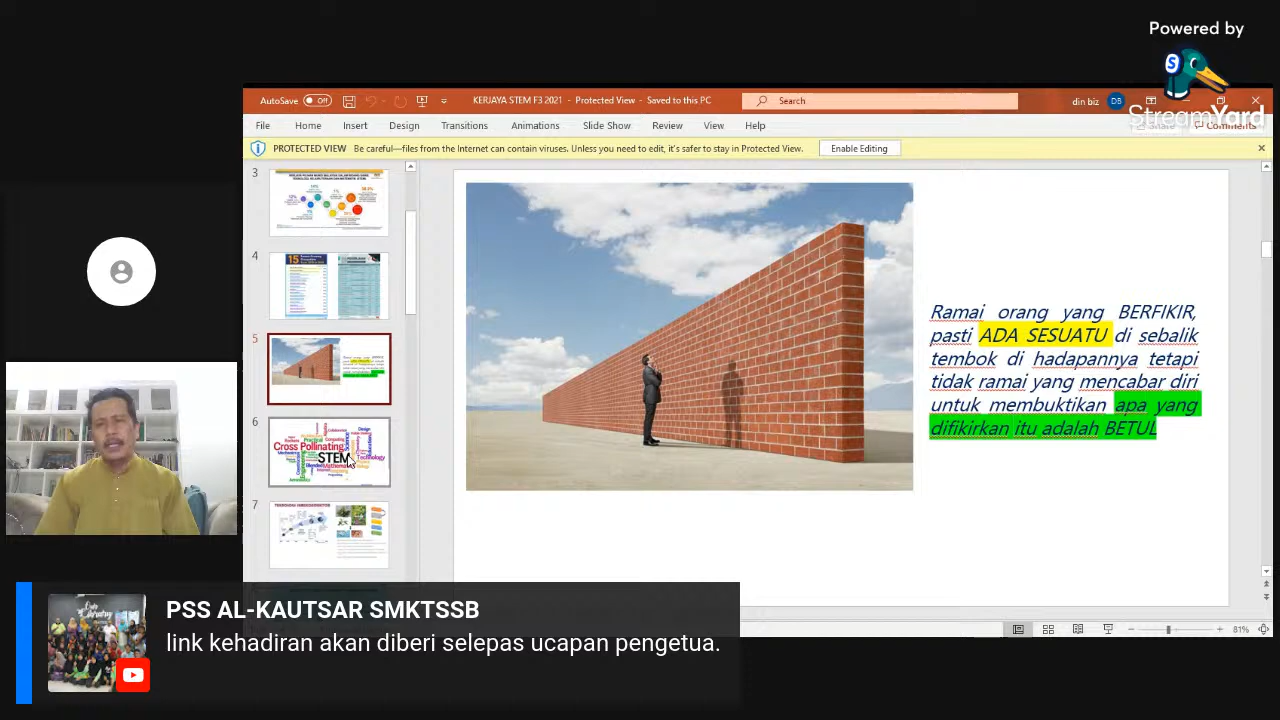 Powered by
StreamYard
AutoSave Off
KERJAYA STEM F3 2021 - Protected View - Saved to this PC
Search
din biz DB
File Home Insert Design Transitions Animations Slide Show Review View Help
Share Comments
PROTECTED VIEW Be careful—files from the Internet can contain viruses. Unless you need to edit, it's safer to stay in Protected View. Enable Editing
3
4
15
5
6
Cross Pollinating
STEM
Technology
7
Ramai orang yang BERFIKIR,
pasti ADA SESUATU di sebalik
tembok di hadapannya tetapi
tidak ramai yang mencabar diri
untuk membuktikan apa yang
difikirkan itu adalah BETUL
PSS AL-KAUTSAR SMKTSSB
link kehadiran akan diberi selepas ucapan pengetua.
81%